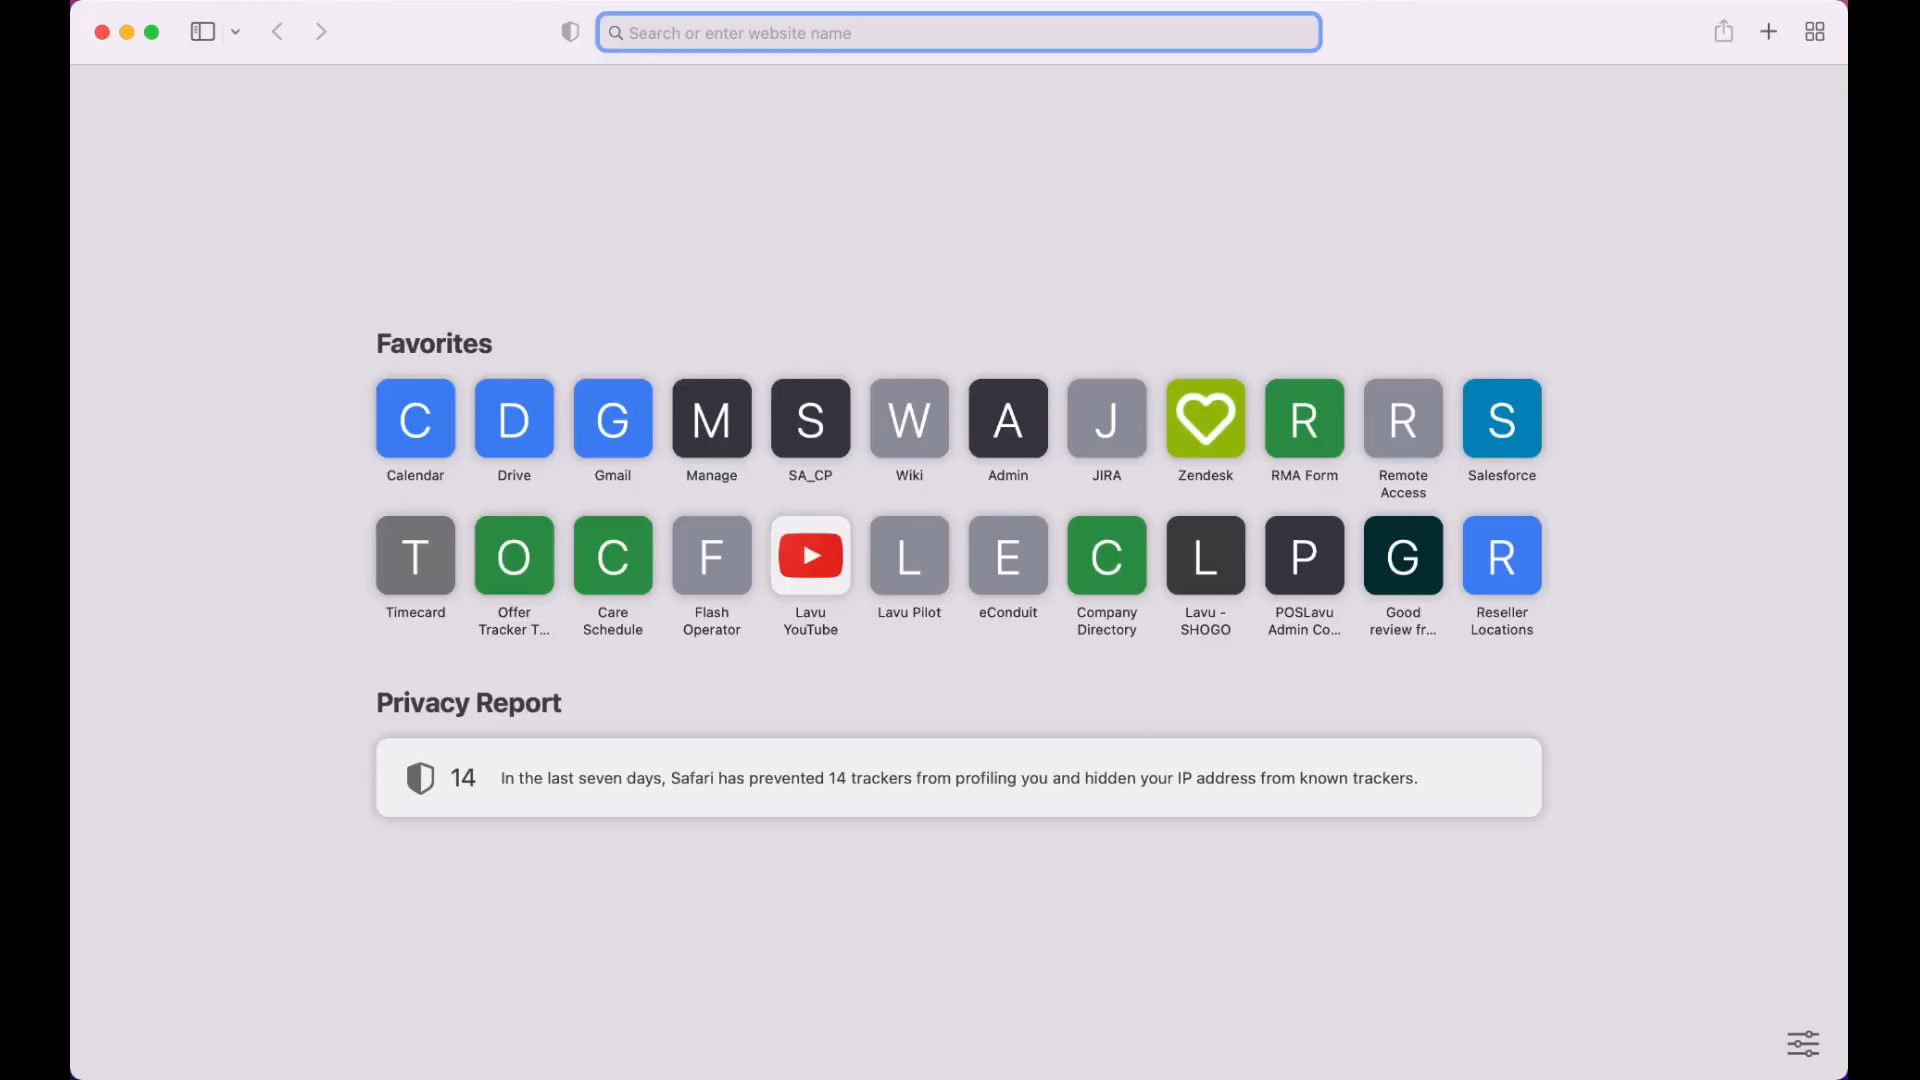 Search or enter website name
Favorites
C D G M S W A J R R S
Calendar Drive Gmail Manage SA_CP Wiki Admin JIRA Zendesk RMA Form Remote Access Salesforce
T O C F L E C L P G R
Timecard Offer Tracker T... Care Schedule Flash Operator Lavu YouTube Lavu Pilot eConduit Company Directory Lavu - SHOGO POSLavu Admin Co... Good review fr... Reseller Locations
Privacy Report
14 In the last seven days, Safari has prevented 14 trackers from profiling you and hidden your IP address from known trackers.